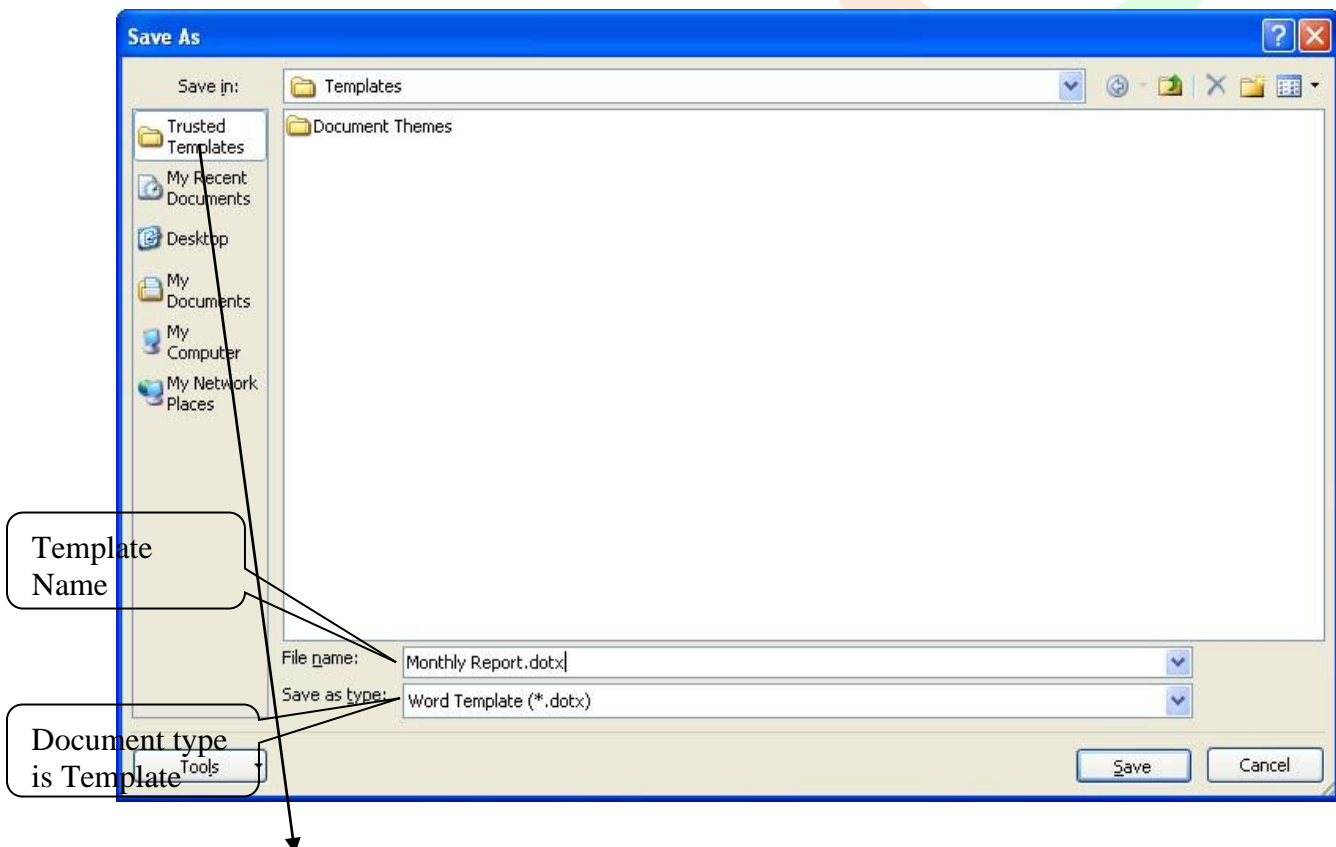 Save As
Save in:
Templates
Trusted
Templates
Document Themes
My Recent
Documents
Desktop
My
Documents
My
Computer
My Network
Places
Template
Name
File name:
Monthly Report.dotx
Save as type:
Word Template (*.dotx)
Document type
is Template
Tools
Save
Cancel